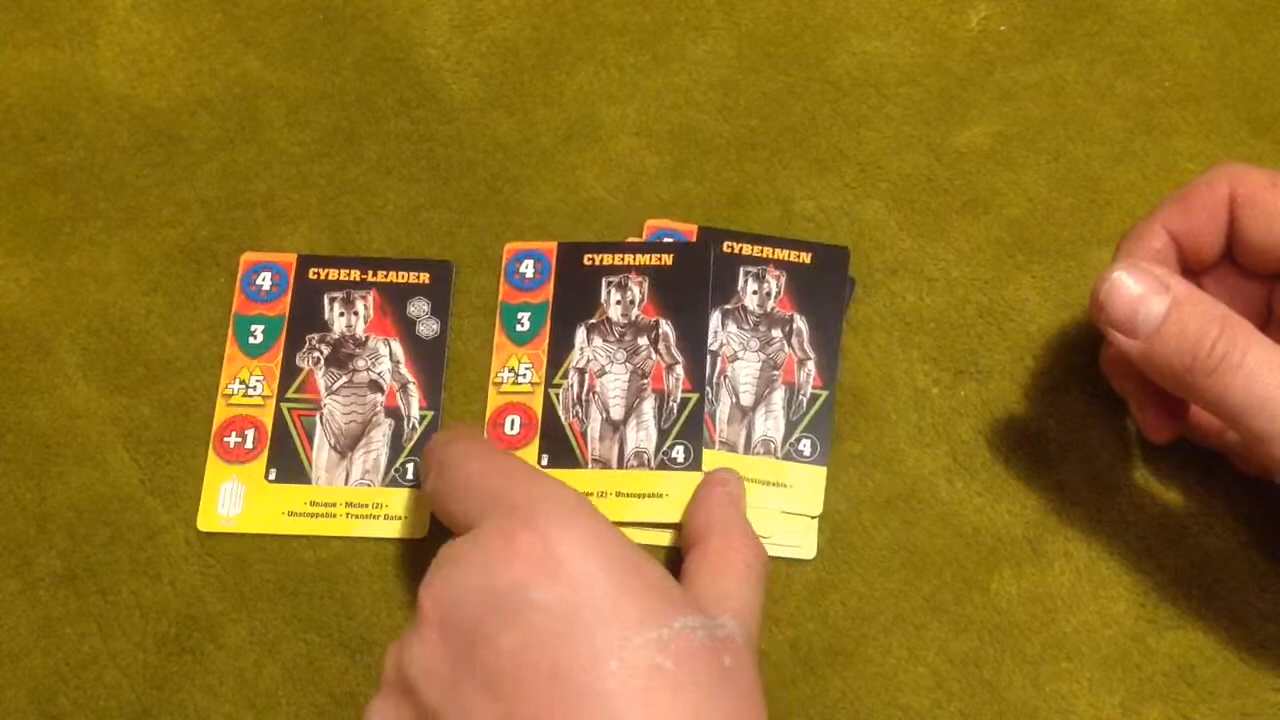 CYBER-LEADER
4
3
+5
+1
1
• Unique • Melee (2) •
• Unstoppable • Transfer Data •
CYBERMEN
4
3
+5
0
4
(2) • Unstoppable •
CYBERMEN
4
Unstoppable •